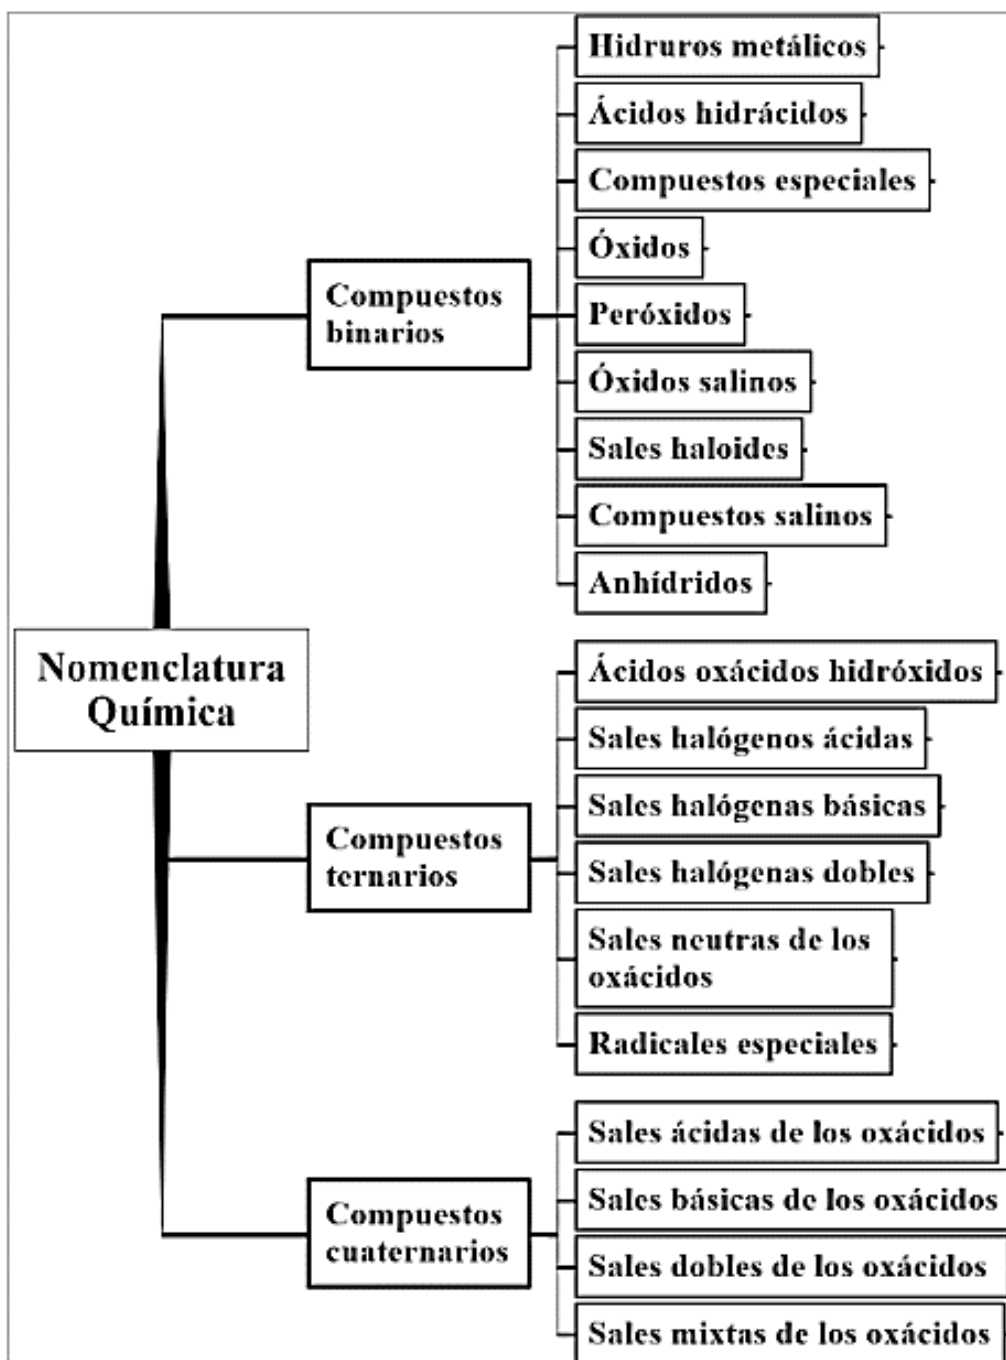 Nomenclatura
Química
Compuestos
binarios
Hidruros metálicos
Ácidos hidrácidos
Compuestos especiales
Óxidos
Peróxidos
Óxidos salinos
Sales haloides
Compuestos salinos
Anhídridos
Compuestos
ternarios
Ácidos oxácidos hidróxidos
Sales halógenos ácidas
Sales halógenas básicas
Sales halógenas dobles
Sales neutras de los
oxácidos
Radicales especiales
Compuestos
cuaternarios
Sales ácidas de los oxácidos
Sales básicas de los oxácidos
Sales dobles de los oxácidos
Sales mixtas de los oxácidos